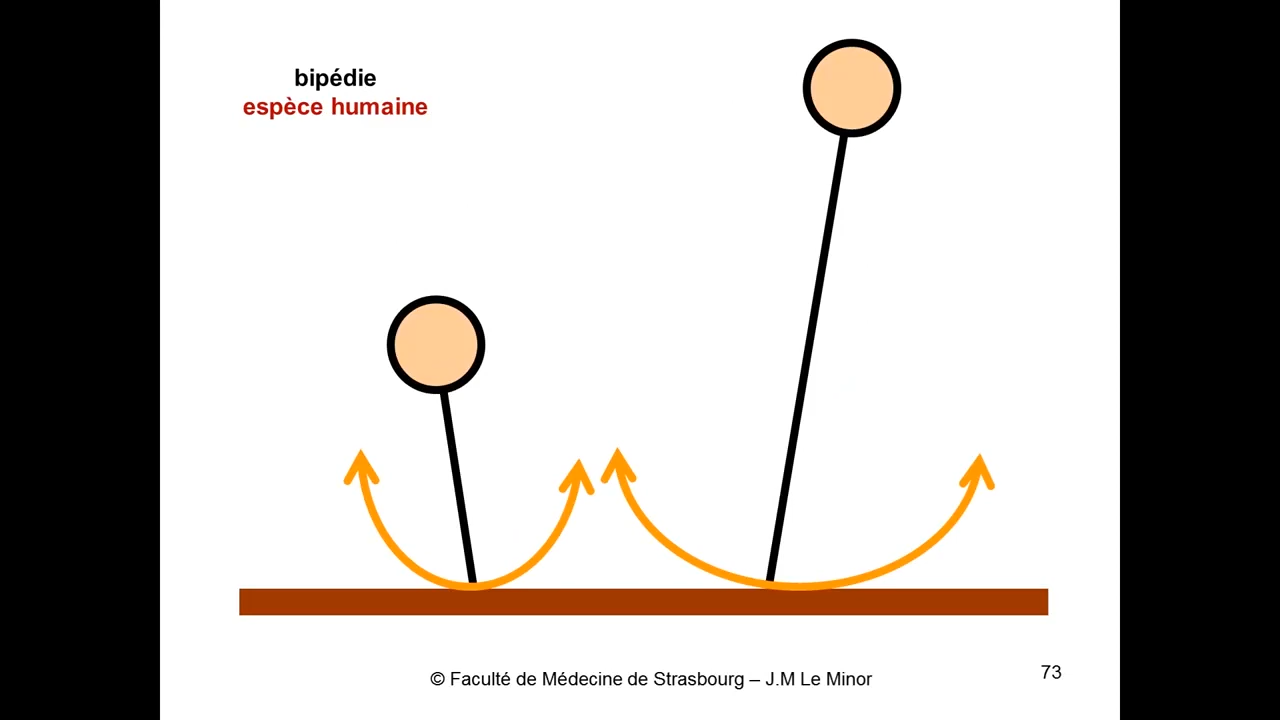 bipédie
espèce humaine
© Faculté de Médecine de Strasbourg – J.M Le Minor
73